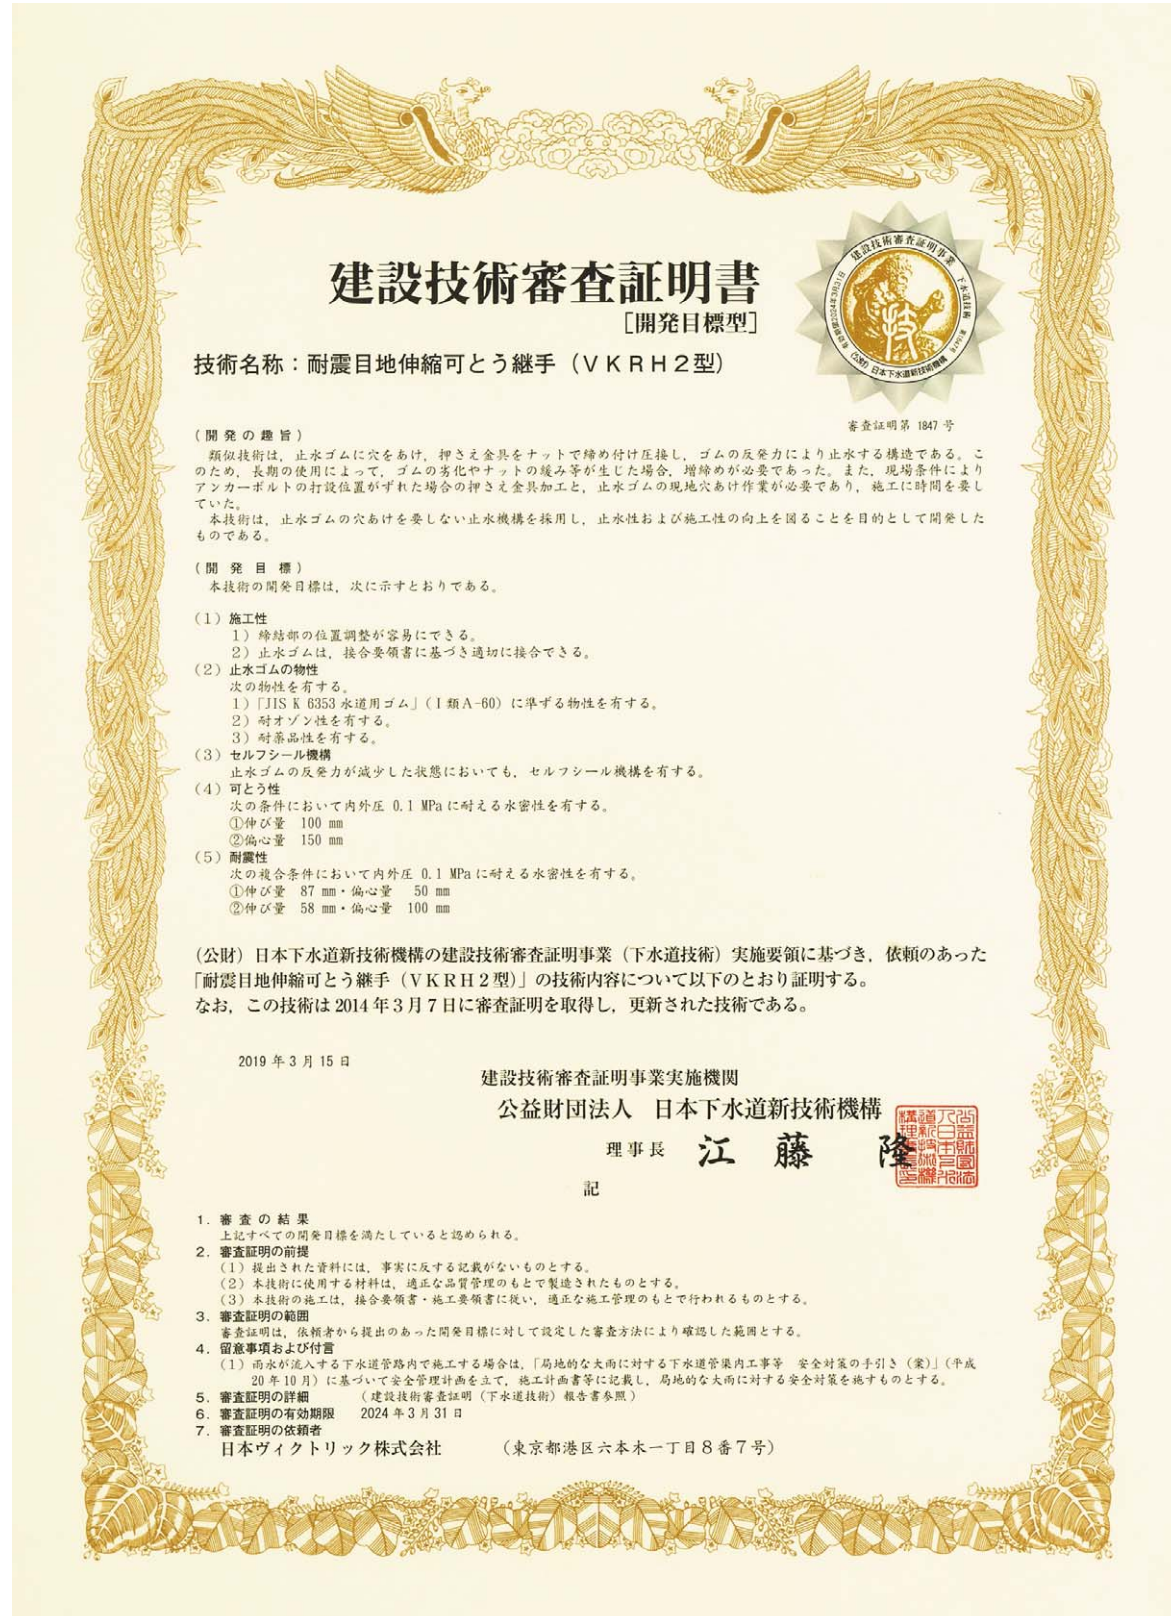 建設技術審査証明書
[開発目標型]
技術名称：耐震目地伸縮可とう継手（ＶＫＲＨ２型）
建設技術審査証明事業 下水道技術 第1847号
有効期限2024年3月31日
(公財) 日本下水道新技術機構
技
審査証明第 1847 号
（開発の趣旨）
類似技術は，止水ゴムに穴をあけ，押さえ金具をナットで締め付け圧接し，ゴムの反発力により止水する構造である。こ
のため，長期の使用によって，ゴムの劣化やナットの緩み等が生じた場合，増締めが必要であった。また，現場条件により
アンカーボルトの打設位置がずれた場合の押さえ金具加工と，止水ゴムの現地穴あけ作業が必要であり，施工に時間を要し
ていた。
本技術は，止水ゴムの穴あけを要しない止水機構を採用し，止水性および施工性の向上を図ることを目的として開発した
ものである。
（開 発 目 標）
本技術の開発目標は，次に示すとおりである。
（1）施工性
1）締結部の位置調整が容易にできる。
2）止水ゴムは，接合要領書に基づき適切に接合できる。
（2）止水ゴムの物性
次の物性を有する。
1）「JIS K 6353 水道用ゴム」（Ⅰ類A-60）に準ずる物性を有する。
2）耐オゾン性を有する。
3）耐薬品性を有する。
（3）セルフシール機構
止水ゴムの反発力が減少した状態においても，セルフシール機構を有する。
（4）可とう性
次の条件において内外圧 0.1 MPa に耐える水密性を有する。
①伸び量 100 mm
②偏心量 150 mm
（5）耐震性
次の複合条件において内外圧 0.1 MPa に耐える水密性を有する。
①伸び量 87 mm・偏心量 50 mm
②伸び量 58 mm・偏心量 100 mm
（公財）日本下水道新技術機構の建設技術審査証明事業（下水道技術）実施要領に基づき，依頼のあった
「耐震目地伸縮可とう継手（ＶＫＲＨ２型）」の技術内容について以下のとおり証明する。
なお，この技術は 2014 年３月７日に審査証明を取得し，更新された技術である。
2019 年 3 月 15 日
建設技術審査証明事業実施機関
公益財団法人 日本下水道新技術機構
理事長 江 藤 隆
記
1．審 査 の 結 果
上記すべての開発目標を満たしていると認められる。
2．審査証明の前提
（1）提出された資料には，事実に反する記載がないものとする。
（2）本技術に使用する材料は，適正な品質管理のもとで製造されたものとする。
（3）本技術の施工は，接合要領書・施工要領書に従い，適正な施工管理のもとで行われるものとする。
3．審査証明の範囲
審査証明は，依頼者から提出のあった開発目標に対して設定した審査方法により確認した範囲とする。
4．留意事項および付言
（1）雨水が流入する下水道管路内で施工する場合は，「局地的な大雨に対する下水道管渠内工事等 安全対策の手引き（案）」（平成
20 年 10 月）に基づいて安全管理計画を立て，施工計画書等に記載し，局地的な大雨に対する安全対策を施すものとする。
5．審査証明の詳細 （建設技術審査証明（下水道技術）報告書参照）
6．審査証明の有効期限 2024 年 3 月 31 日
7．審査証明の依頼者
日本ヴィクトリック株式会社 （東京都港区六本木一丁目８番７号）